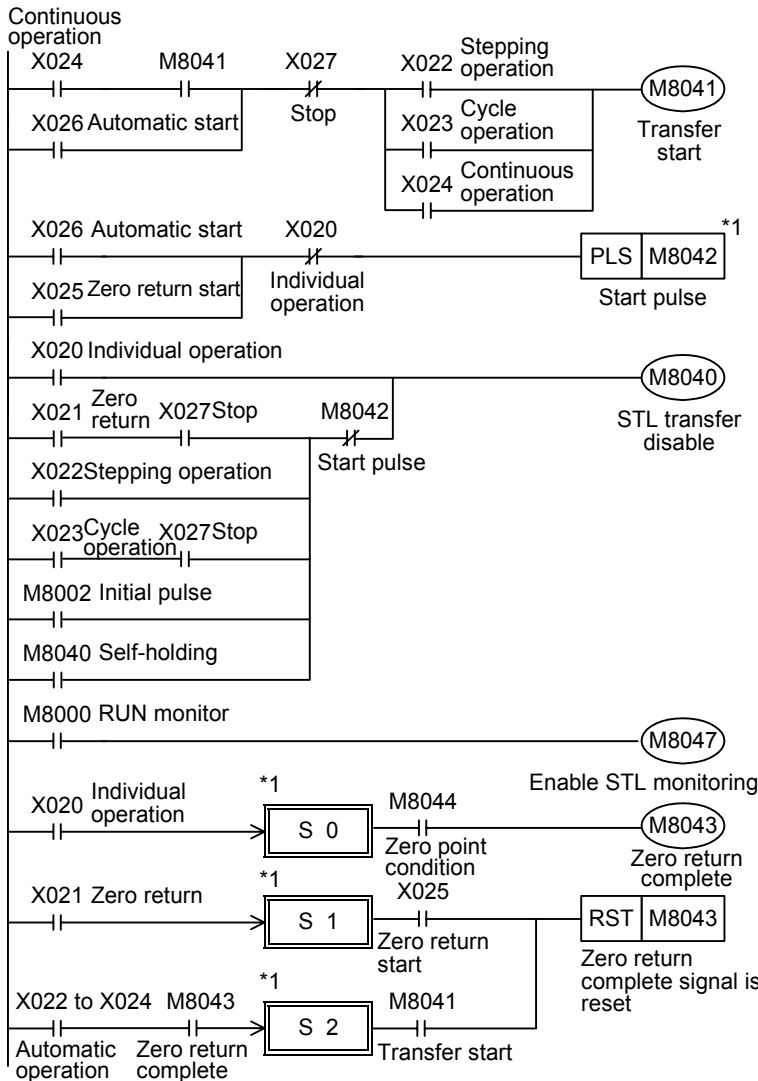 Continuous
operation
X024 M8041 X027 X022 Stepping
operation
M8041
X026 Automatic start Stop X023 Cycle
operation
Transfer
start
X024 Continuous
operation
X026 Automatic start X020 *1
PLS M8042
X025 Zero return start Individual
operation
Start pulse
X020 Individual operation
M8040
X021 Zero
return
X027 Stop M8042 STL transfer
disable
Start pulse
X022 Stepping operation
X023 Cycle
operation
X027 Stop
M8002 Initial pulse
M8040 Self-holding
M8000 RUN monitor
M8047
Enable STL monitoring
X020 Individual
operation
*1
S 0
M8044
M8043
Zero point
condition
Zero return
complete
X021 Zero return *1
S 1
X025
RST M8043
Zero return
start
Zero return
complete signal is
reset
*1
X022 to X024 M8043 S 2 M8041
Automatic
operation
Zero return
complete
Transfer start